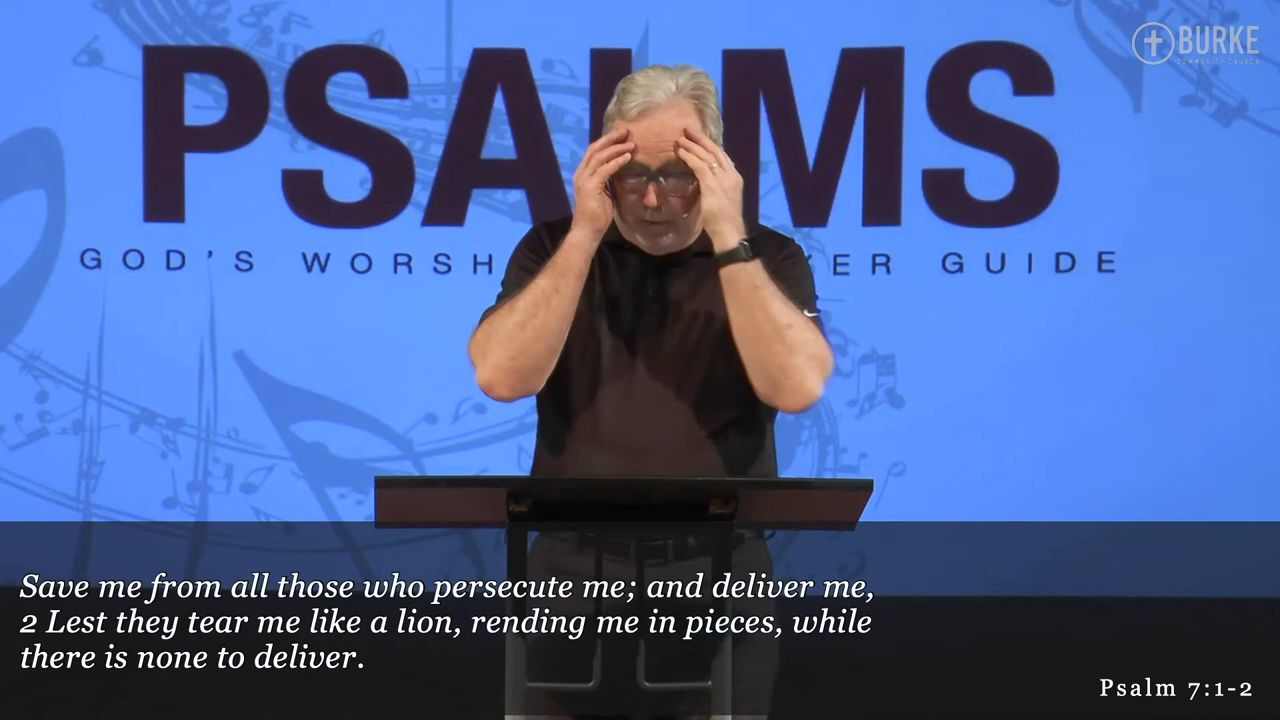 PSALMS
BURKE
COMMUNITY CHURCH
GOD'S WORSH
ER GUIDE
Save me from all those who persecute me; and deliver me,
2 Lest they tear me like a lion, rending me in pieces, while
there is none to deliver.
Psalm 7:1-2